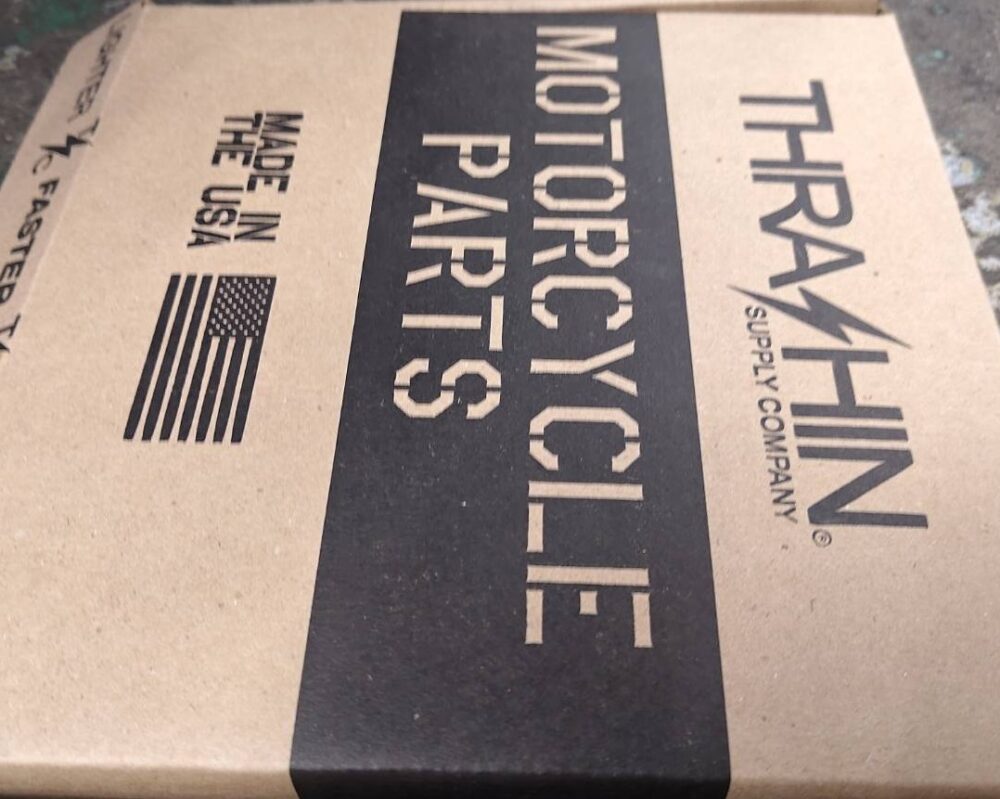 THRASHIN
SUPPLY COMPANY
®
MOTORCYCLE
PARTS
MADE IN
THE USA
FASTER